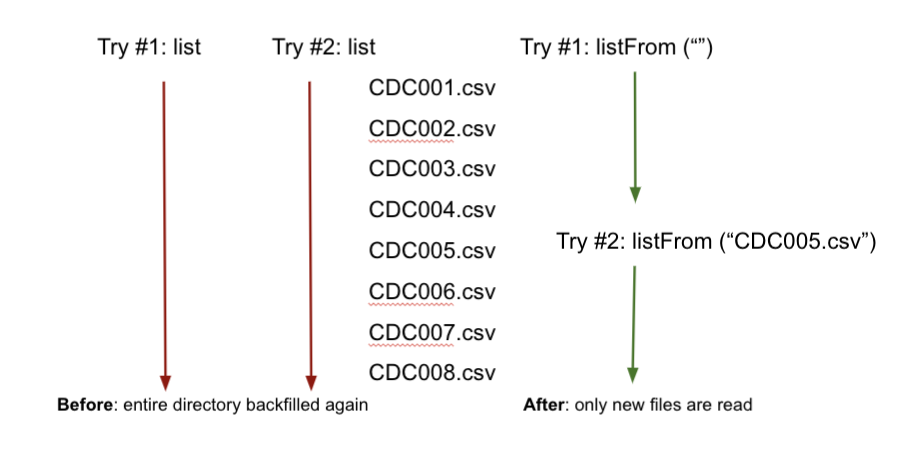 Try #1: list
Try #2: list
Try #1: listFrom (“”)
CDC001.csv
CDC002.csv
CDC003.csv
CDC004.csv
CDC005.csv
Try #2: listFrom (“CDC005.csv”)
CDC006.csv
CDC007.csv
CDC008.csv
Before: entire directory backfilled again
After: only new files are read